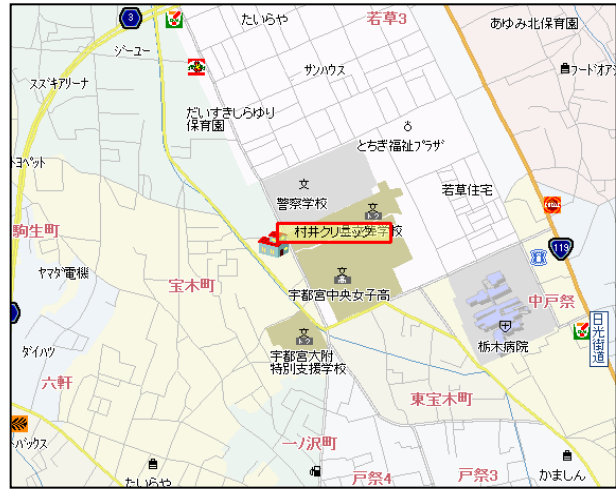 3
たいらや
若草3
あゆみ北保育園
ジーユー
フードオアシ
スズキアリーナ
サンハウス
だいすきしらゆり
保育園
とちぎ福祉プラザ
トヨペット
警察学校
若草住宅
駒生町
村井クリニック
119
ヤマダ電機
宝木町
宇都宮中央女子高
中戸祭
日光街道
栃木病院
ダイハツ
宇都宮大附
特別支援学校
六軒
東宝木町
一ノ沢町
バックス
たいらや
戸祭4
戸祭3
かましん